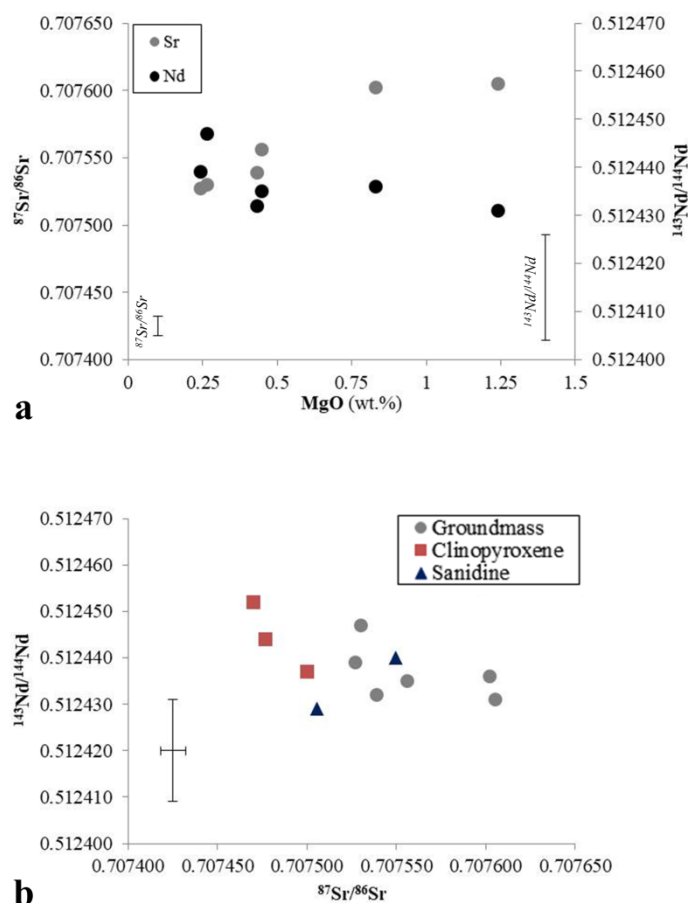 0.707650
0.707600
0.707550
0.707500
0.707450
0.707400
⁸⁷Sr/⁸⁶Sr
Sr
Nd
⁸⁷Sr/⁸⁶Sr
¹⁴³Nd/¹⁴⁴Nd
0.512470
0.512460
0.512450
0.512440
0.512430
0.512420
0.512410
0.512400
¹⁴³Nd/¹⁴⁴Nd
0
0.25
0.5
0.75
1
1.25
1.5
MgO (wt.%)
a
0.512470
0.512460
0.512450
0.512440
0.512430
0.512420
0.512410
0.512400
¹⁴³Nd/¹⁴⁴Nd
Groundmass
Clinopyroxene
Sanidine
0.707400
0.707450
0.707500
0.707550
0.707600
0.707650
⁸⁷Sr/⁸⁶Sr
b